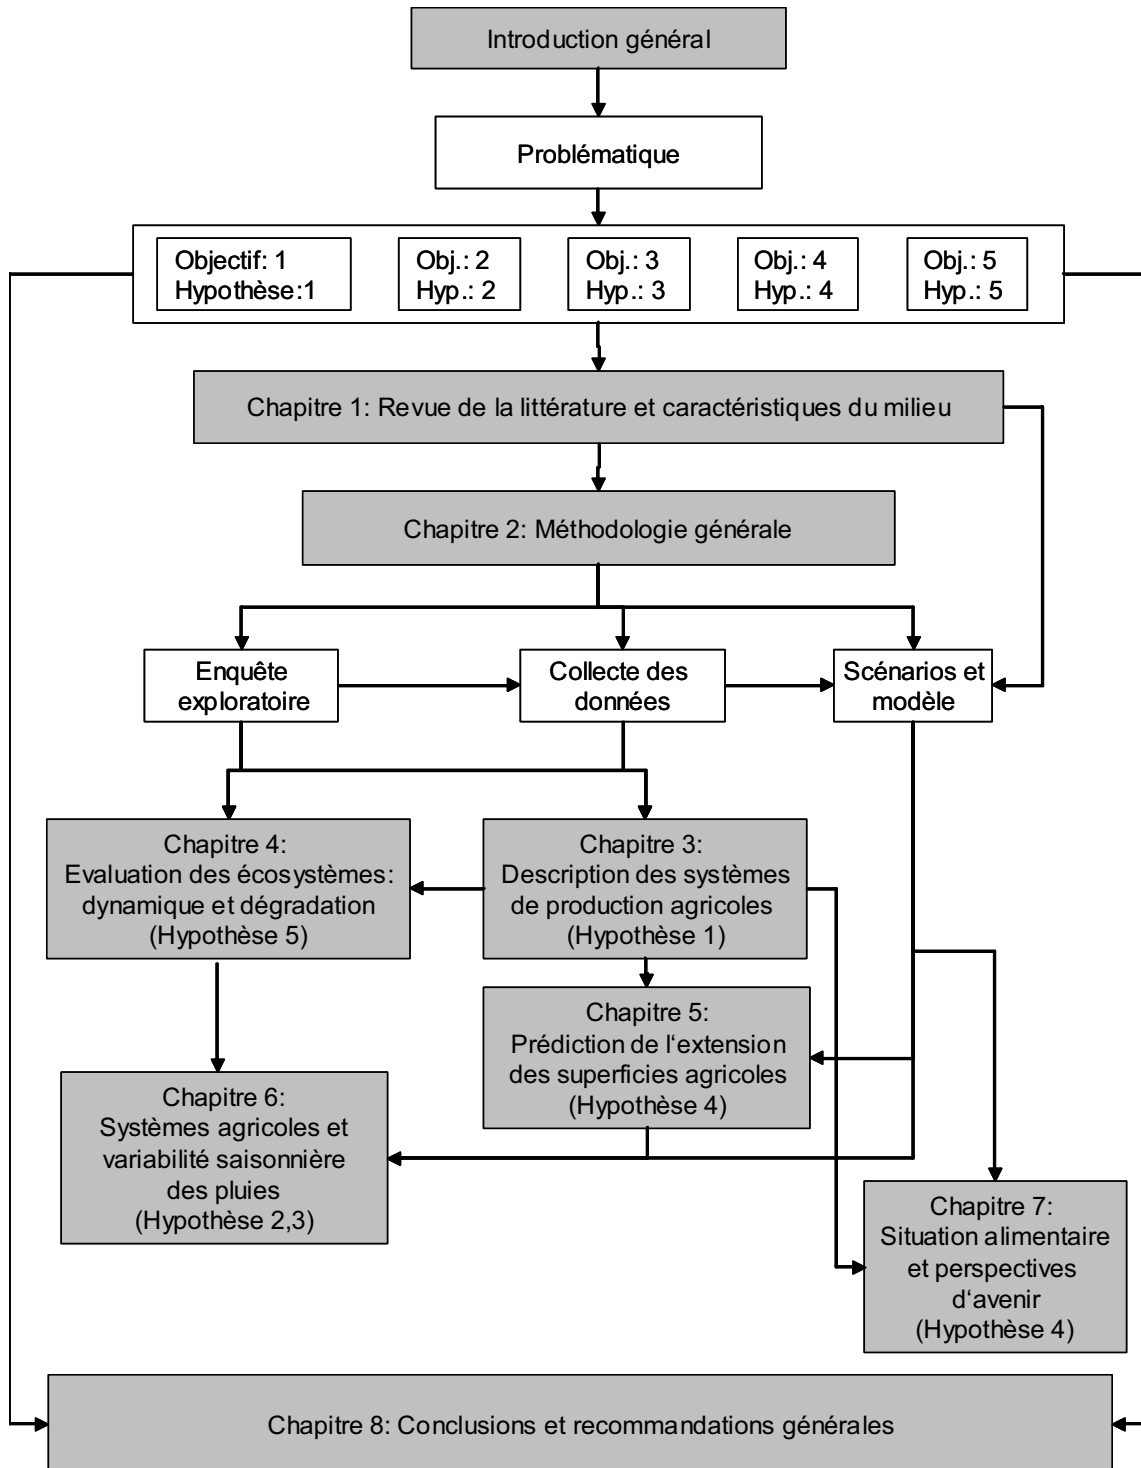 Introduction général
Problématique
Objectif: 1
Hypothèse:1
Obj.: 2
Hyp.: 2
Obj.: 3
Hyp.: 3
Obj.: 4
Hyp.: 4
Obj.: 5
Hyp.: 5
Chapitre 1: Revue de la littérature et caractéristiques du milieu
Chapitre 2: Méthodologie générale
Enquête
exploratoire
Collecte des
données
Scénarios et
modèle
Chapitre 4:
Evaluation des écosystèmes:
dynamique et dégradation
(Hypothèse 5)
Chapitre 3:
Description des systèmes
de production agricoles
(Hypothèse 1)
Chapitre 5:
Prédiction de l‘extension
des superficies agricoles
(Hypothèse 4)
Chapitre 6:
Systèmes agricoles et
variabilité saisonnière
des pluies
(Hypothèse 2,3)
Chapitre 7:
Situation alimentaire
et perspectives
d‘avenir
(Hypothèse 4)
Chapitre 8: Conclusions et recommandations générales